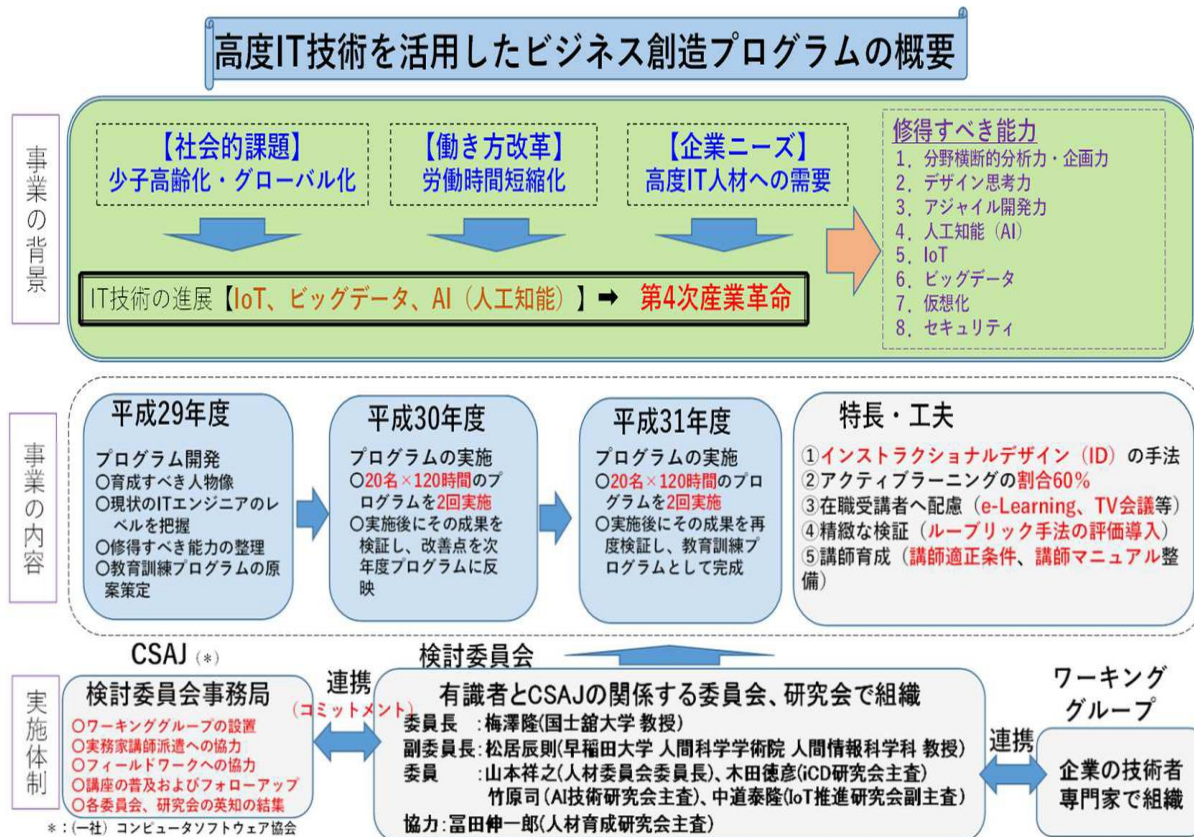 高度IT技術を活用したビジネス創造プログラムの概要
事業の背景
【社会的課題】
少子高齢化・グローバル化
【働き方改革】
労働時間短縮化
【企業ニーズ】
高度IT人材への需要
IT技術の進展【IoT、ビッグデータ、AI（人工知能）】➡ 第4次産業革命
修得すべき能力
1．分野横断的分析力・企画力
2．デザイン思考力
3．アジャイル開発力
4．人工知能（AI）
5．IoT
6．ビッグデータ
7．仮想化
8．セキュリティ
事業の内容
平成29年度
プログラム開発
○育成すべき人物像
○現状のITエンジニアのレ
ベルを把握
○修得すべき能力の整理
○教育訓練プログラムの原
案策定
平成30年度
プログラムの実施
○20名×120時間のプ
ログラムを2回実施
○実施後にその成果を
検証し、改善点を次
年度プログラムに反
映
平成31年度
プログラムの実施
○20名×120時間のプロ
グラムを2回実施
○実施後にその成果を再
度検証し、教育訓練プ
ログラムとして完成
特長・工夫
①インストラクショナルデザイン（ID）の手法
②アクティブラーニングの割合60%
③在職受講者へ配慮（e-Learning、TV会議等）
④精緻な検証（ルーブリック手法の評価導入）
⑤講師育成（講師適正条件、講師マニュアル整
備）
実施体制
CSAJ（*）
検討委員会事務局
○ワーキンググループの設置
○実務家講師派遣への協力
○フィールドワークへの協力
○講座の普及およびフォローアップ
○各委員会、研究会の英知の結集
*：(一社）コンピュータソフトウェア協会
連携
（コミットメント）
検討委員会
有識者とCSAJの関係する委員会、研究会で組織
委員長　：梅澤隆(国士舘大学 教授)
副委員長：松居辰則(早稲田大学 人間科学学術院 人間情報科学科 教授)
委員　　：山本祥之(人材委員会委員長)、木田徳彦(iCD研究会主査)
竹原司(AI技術研究会主査)、中道泰隆(IoT推進研究会副主査)
協力：冨田伸一郎(人材育成研究会主査)
連携
ワーキング
グループ
企業の技術者
専門家で組織